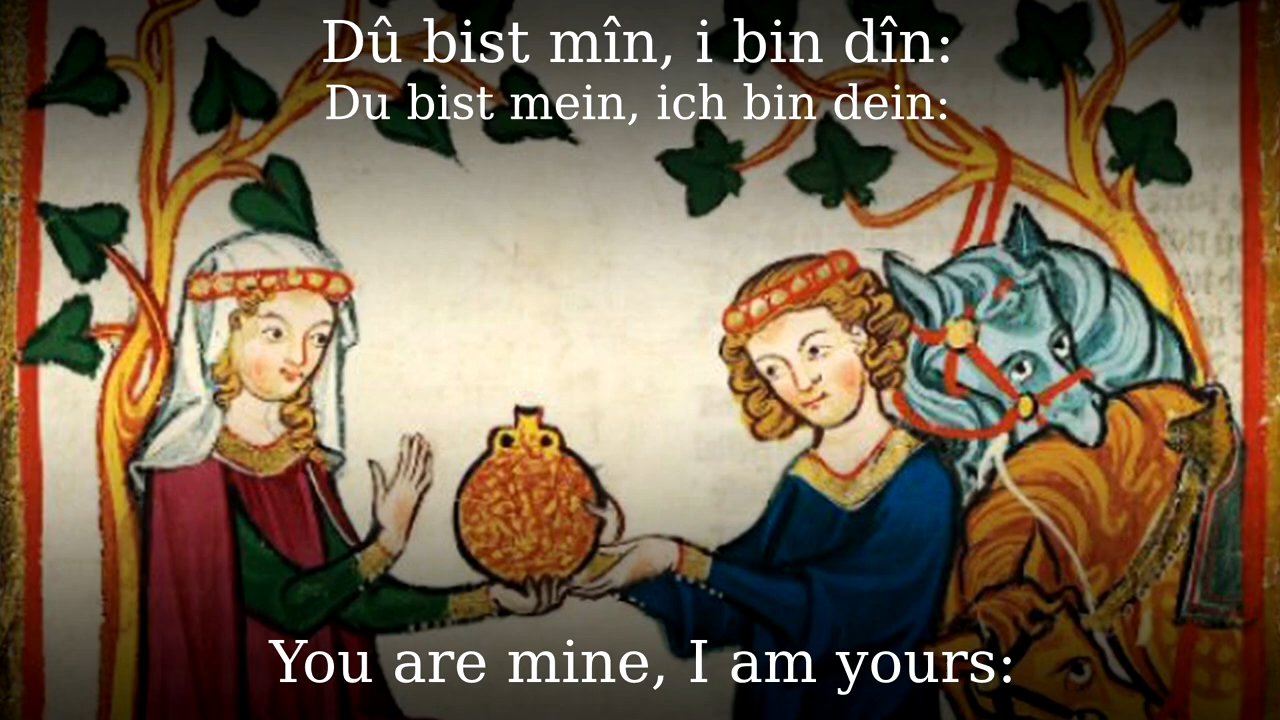 Dû bist mîn, i bin dîn:
Du bist mein, ich bin dein:
You are mine, I am yours: